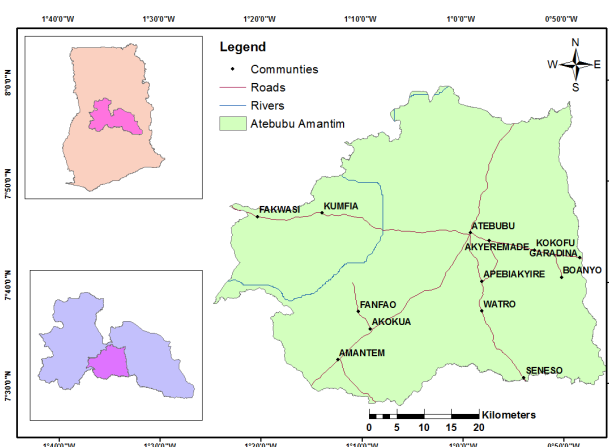 1°40'0"W 1°30'0"W 1°20'0"W 1°10'0"W 1°0'0"W 0°50'0"W
8°0'0"N
7°50'0"N
7°40'0"N
7°30'0"N
Legend
Communties
Roads
Rivers
Atebubu Amantim
N
W E
S
FAKWASI
KUMFIA
ATEBUBU
AKYEREMADE
KOKOFU
GARADINA
BOANYO
APEBIAKYIRE
FANFAO
WATRO
AKOKUA
AMANTEM
SENESO
Kilometers
0 5 10 15 20
1°40'0"W 1°30'0"W 1°20'0"W 1°10'0"W 1°0'0"W 0°50'0"W